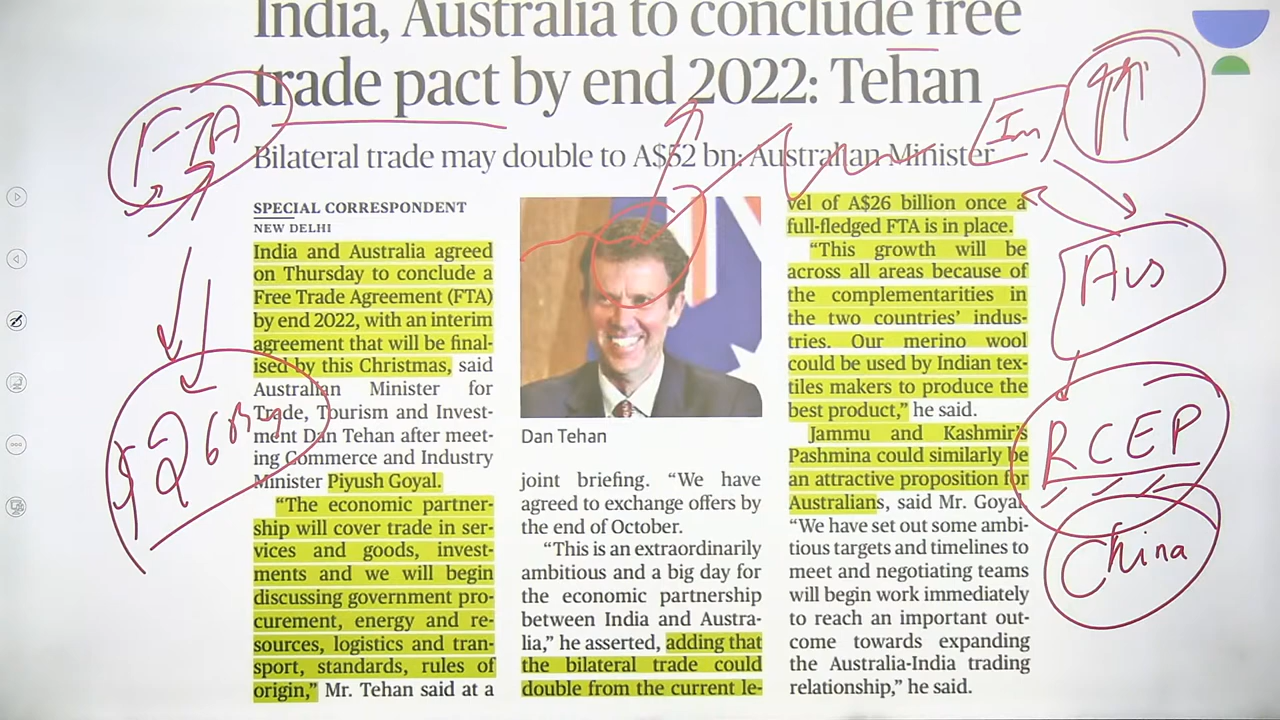 India, Australia to conclude free
trade pact by end 2022: Tehan
Bilateral trade may double to A$52 bn: Australian Minister
SPECIAL CORRESPONDENT
NEW DELHI
India and Australia agreed
on Thursday to conclude a
Free Trade Agreement (FTA)
by end 2022, with an interim
agreement that will be final-
ised by this Christmas, said
Australian Minister for
Trade, Tourism and Invest-
ment Dan Tehan after meet-
ing Commerce and Industry
Minister Piyush Goyal.
“The economic partner-
ship will cover trade in ser-
vices and goods, invest-
ments and we will begin
discussing government pro-
curement, energy and re-
sources, logistics and tran-
sport, standards, rules of
origin,” Mr. Tehan said at a
Dan Tehan
joint briefing. “We have
agreed to exchange offers by
the end of October.
“This is an extraordinarily
ambitious and a big day for
the economic partnership
between India and Austra-
lia,” he asserted, adding that
the bilateral trade could
double from the current le-
vel of A$26 billion once a
full-fledged FTA is in place.
“This growth will be
across all areas because of
the complementarities in
the two countries’ indus-
tries. Our merino wool
could be used by Indian tex-
tiles makers to produce the
best product,” he said.
Jammu and Kashmir’s
Pashmina could similarly be
an attractive proposition for
Australians, said Mr. Goyal.
“We have set out some ambi-
tious targets and timelines to
meet and negotiating teams
will begin work immediately
to reach an important out-
come towards expanding
the Australia-India trading
relationship,” he said.
FTA
Aus
RCEP
China